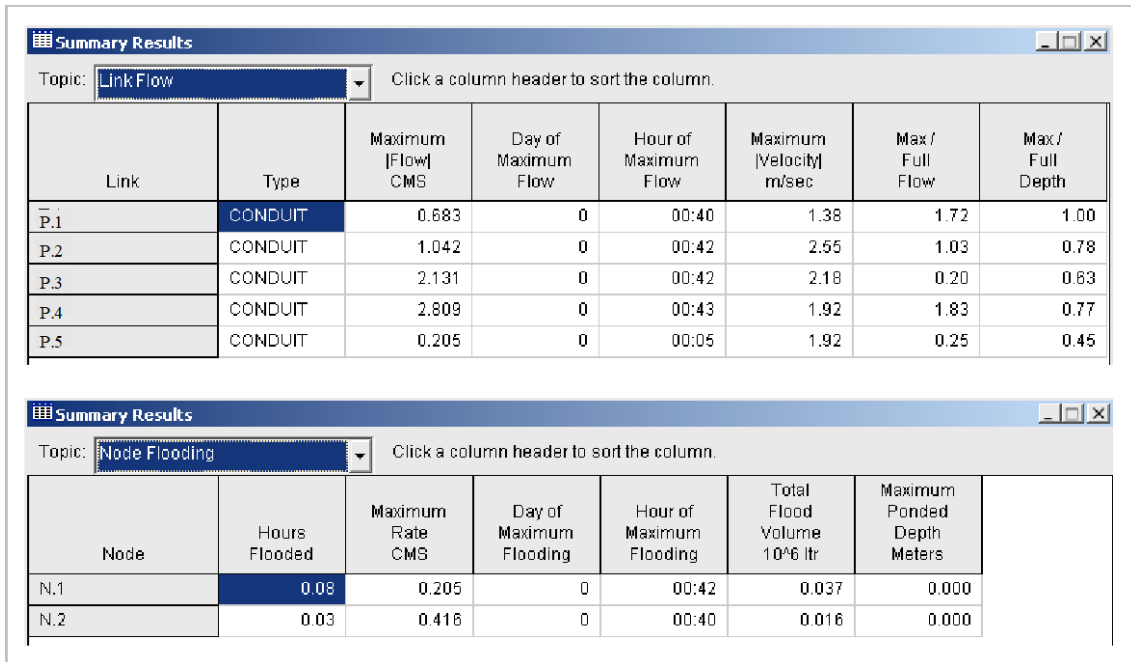 Summary Results
Topic: Link Flow Click a column header to sort the column.
Link Type Maximum |Flow| CMS Day of Maximum Flow Hour of Maximum Flow Maximum |Velocity| m/sec Max / Full Flow Max / Full Depth
P.1 CONDUIT 0.683 0 00:40 1.38 1.72 1.00
P.2 CONDUIT 1.042 0 00:42 2.55 1.03 0.78
P.3 CONDUIT 2.131 0 00:42 2.18 0.20 0.63
P.4 CONDUIT 2.809 0 00:43 1.92 1.83 0.77
P.5 CONDUIT 0.205 0 00:05 1.92 0.25 0.45
Summary Results
Topic: Node Flooding Click a column header to sort the column.
Node Hours Flooded Maximum Rate CMS Day of Maximum Flooding Hour of Maximum Flooding Total Flood Volume 10^6 ltr Maximum Ponded Depth Meters
N.1 0.08 0.205 0 00:42 0.037 0.000
N.2 0.03 0.416 0 00:40 0.016 0.000